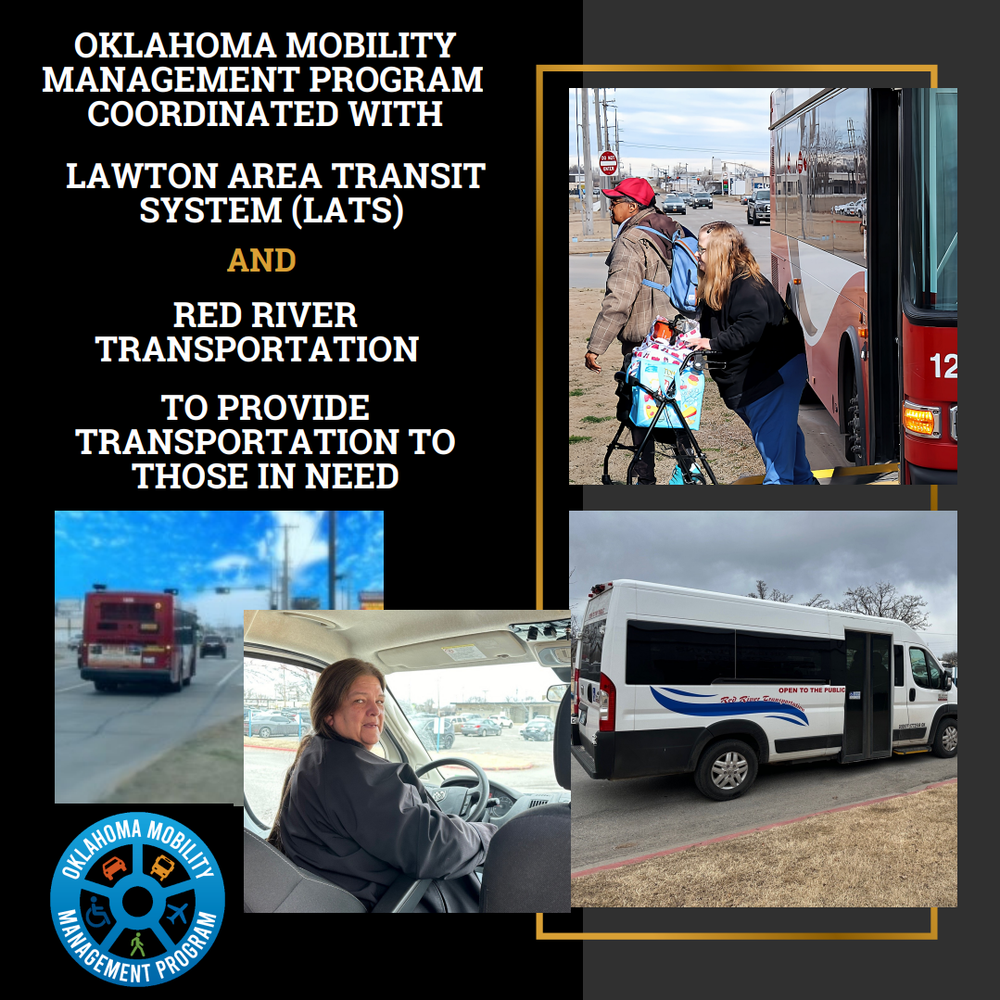 OKLAHOMA MOBILITY
MANAGEMENT PROGRAM
COORDINATED WITH
LAWTON AREA TRANSIT
SYSTEM (LATS)
AND
RED RIVER
TRANSPORTATION
TO PROVIDE
TRANSPORTATION TO
THOSE IN NEED
DO NOT
ENTER
12
OPEN TO THE PUBLIC
Red River Transportation
OKLAHOMA MOBILITY
MANAGEMENT PROGRAM